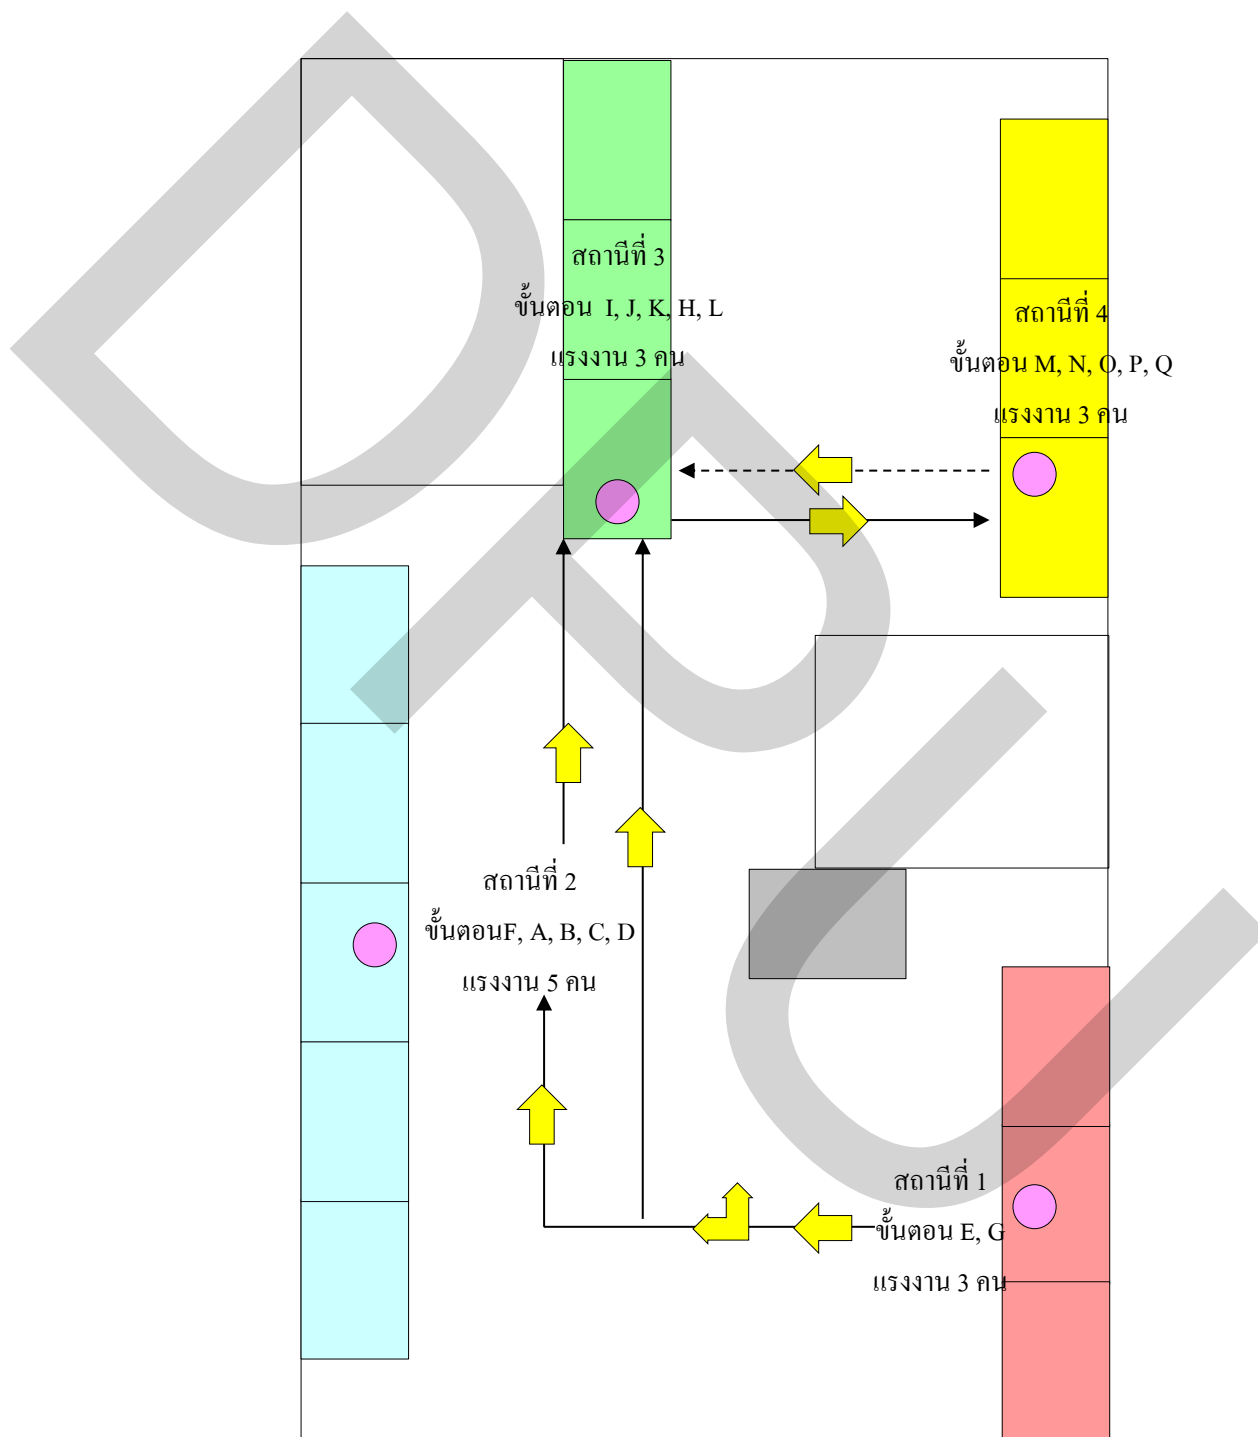 สถานีที่ 3
ขั้นตอน I, J, K, H, L
แรงงาน 3 คน
สถานีที่ 4
ขั้นตอน M, N, O, P, Q
แรงงาน 3 คน
สถานีที่ 2
ขั้นตอนF, A, B, C, D
แรงงาน 5 คน
สถานีที่ 1
ขั้นตอน E, G
แรงงาน 3 คน
DPU